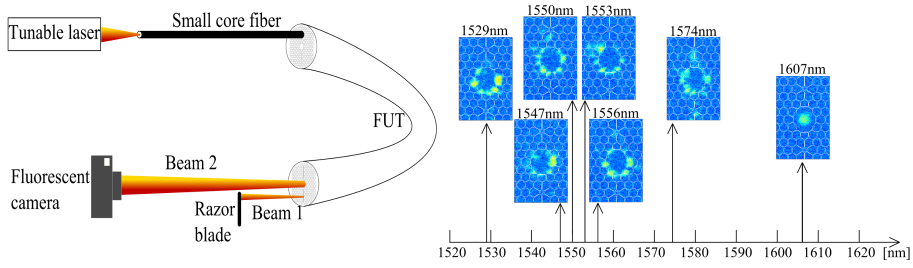 Small core fiber
Tunable laser
FUT
Beam 2
Fluorescent
camera
Razor
blade
Beam 1
1550nm
1553nm
1529nm
1574nm
1607nm
1547nm
1556nm
1520 1530 1540 1550 1560 1570 1580 1590 1600 1610 1620 [nm]